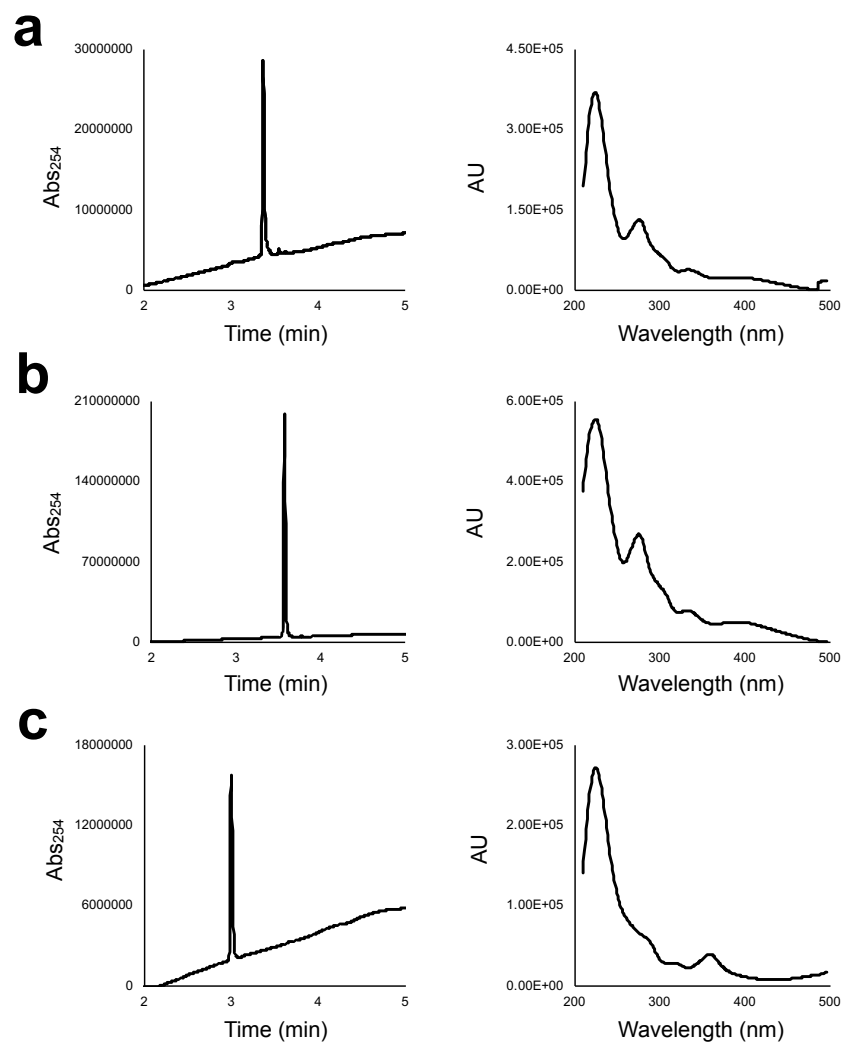 a
30000000
20000000
10000000
0
Abs254
2 3 4 5
Time (min)
4.50E+05
3.00E+05
1.50E+05
0.00E+00
AU
200 300 400 500
Wavelength (nm)
b
210000000
140000000
70000000
0
Abs254
2 3 4 5
Time (min)
6.00E+05
4.00E+05
2.00E+05
0.00E+00
AU
200 300 400 500
Wavelength (nm)
c
18000000
12000000
6000000
0
Abs254
2 3 4 5
Time (min)
3.00E+05
2.00E+05
1.00E+05
0.00E+00
AU
200 300 400 500
Wavelength (nm)